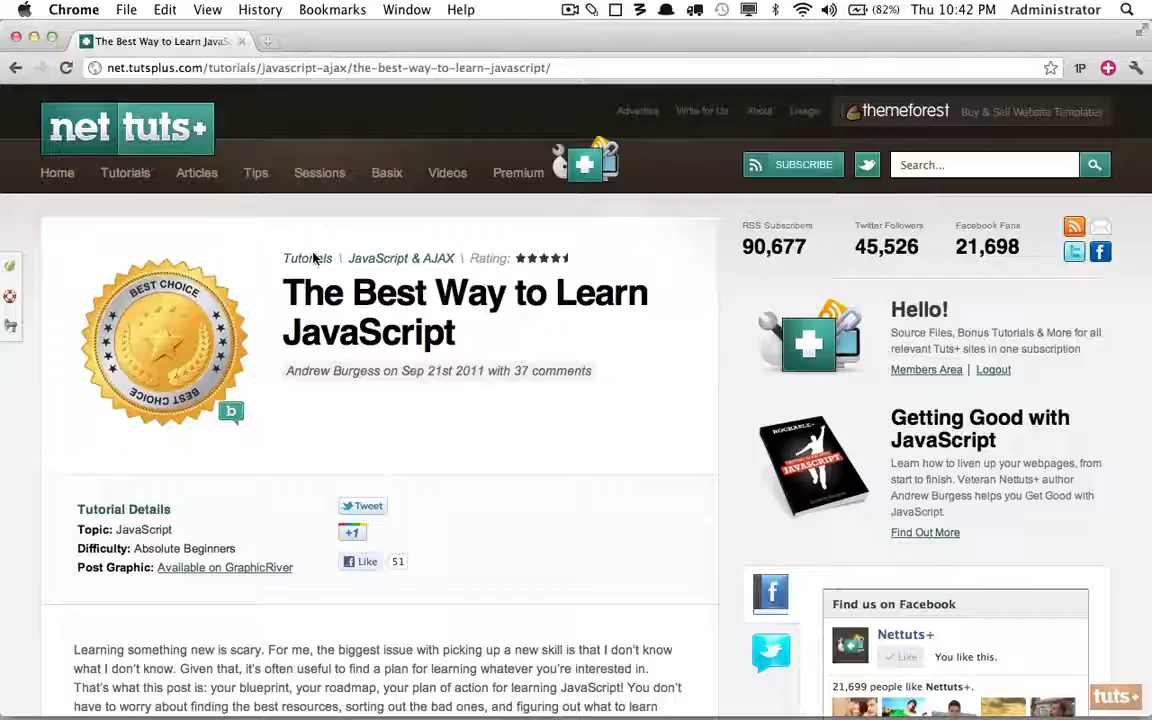 Chrome File Edit View History Bookmarks Window Help (82%) Thu 10:42 PM Administrator
The Best Way to Learn JavaS
net.tutsplus.com/tutorials/javascript-ajax/the-best-way-to-learn-javascript/
1P
net tuts+
Advertise Write for Us About Usage themeforest Buy & Sell Website Templates
Home Tutorials Articles Tips Sessions Basix Videos Premium
SUBSCRIBE
Search...
RSS Subscribers Twitter Followers Facebook Fans
90,677 45,526 21,698
Tutorials \ JavaScript & AJAX \ Rating:
The Best Way to Learn
JavaScript
Andrew Burgess on Sep 21st 2011 with 37 comments
BEST CHOICE
BEST CHOICE
b
Tutorial Details
Topic: JavaScript
Difficulty: Absolute Beginners
Post Graphic: Available on GraphicRiver
Tweet
+1
Like 51
Learning something new is scary. For me, the biggest issue with picking up a new skill is that I don't know
what I don't know. Given that, it's often useful to find a plan for learning whatever you're interested in.
That's what this post is: your blueprint, your roadmap, your plan of action for learning JavaScript! You don't
have to worry about finding the best resources, sorting out the bad ones, and figuring out what to learn
Hello!
Source Files, Bonus Tutorials & More for all
relevant Tuts+ sites in one subscription
Members Area | Logout
ROCKABLE+
JAVASCRIPT
Getting Good with
JavaScript
Learn how to liven up your webpages, from
start to finish. Veteran Nettuts+ author
Andrew Burgess helps you Get Good with
JavaScript.
Find Out More
Find us on Facebook
Nettuts+
Like You like this.
21,699 people like Nettuts+.
tuts+